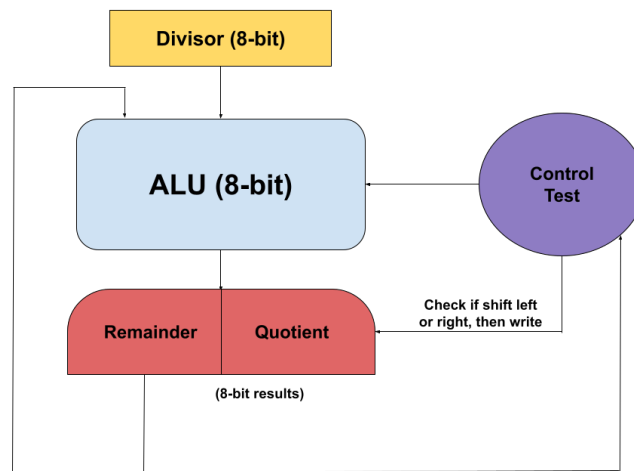 Divisor (8-bit)
ALU (8-bit)
Control
Test
Check if shift left
or right, then write
Remainder
Quotient
(8-bit results)